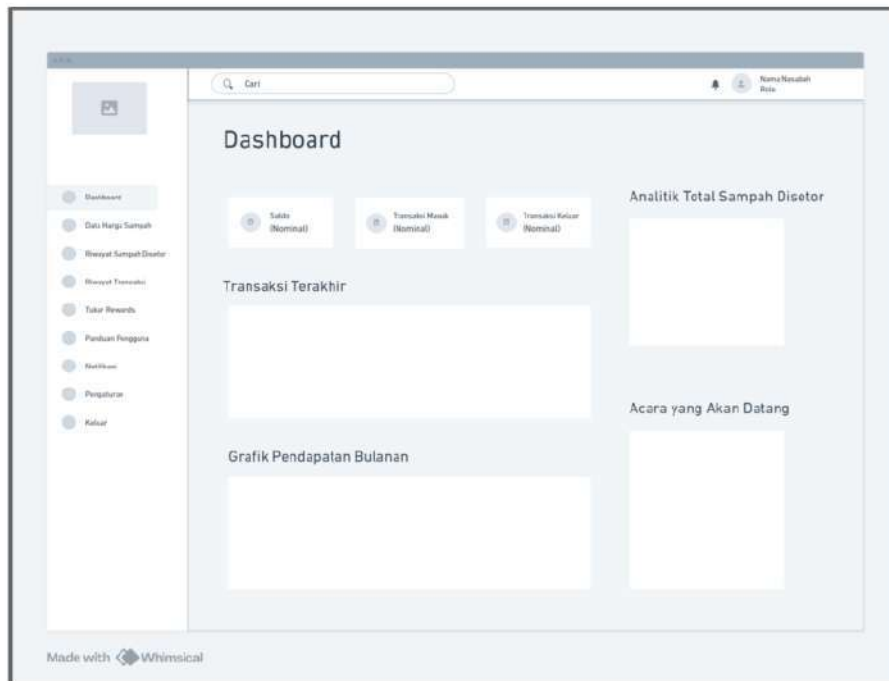 Cari
Nama Nasabah
Role
Dashboard
Dashboard
Data Harga Sampah
Riwayat Sampah Disetor
Riwayat Transaksi
Tukar Rewards
Panduan Pengguna
Notifikasi
Pengaturan
Keluar
Saldo
(Nominal)
Transaksi Masuk
(Nominal)
Transaksi Keluar
(Nominal)
Transaksi Terakhir
Grafik Pendapatan Bulanan
Analitik Total Sampah Disetor
Acara yang Akan Datang
Made with Whimsical